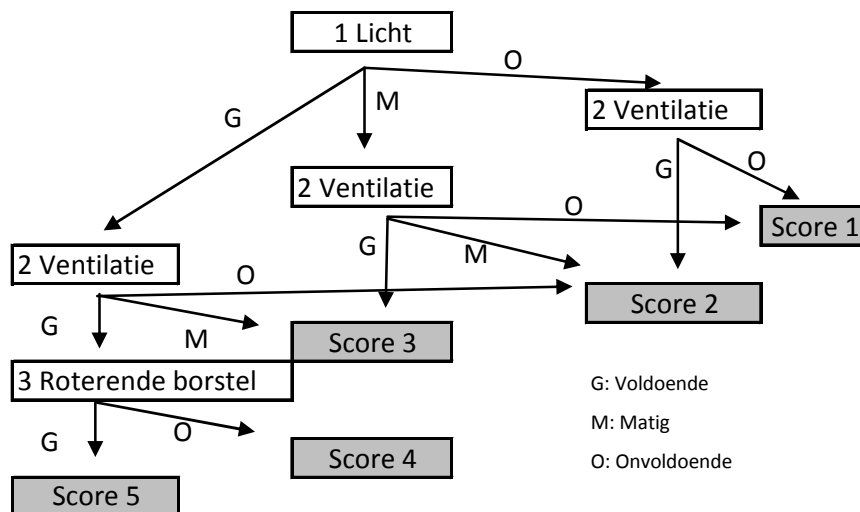 1 Licht
O
M
G
2 Ventilatie
2 Ventilatie
G
O
O
Score 1
G
M
2 Ventilatie
O
Score 2
G
M
Score 3
3 Roterende borstel
G: Voldoende
M: Matig
G
O
Score 4
O: Onvoldoende
Score 5